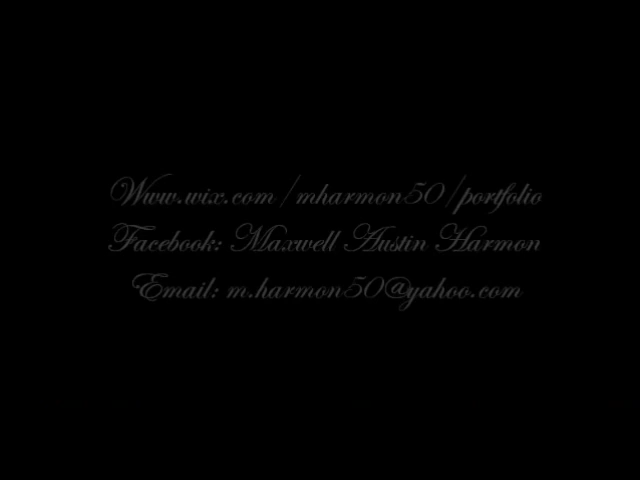 Www.wix.com/mharmon50/portfolio
Facebook: Maxwell Austin Harmon
Email: m.harmon50@yahoo.com